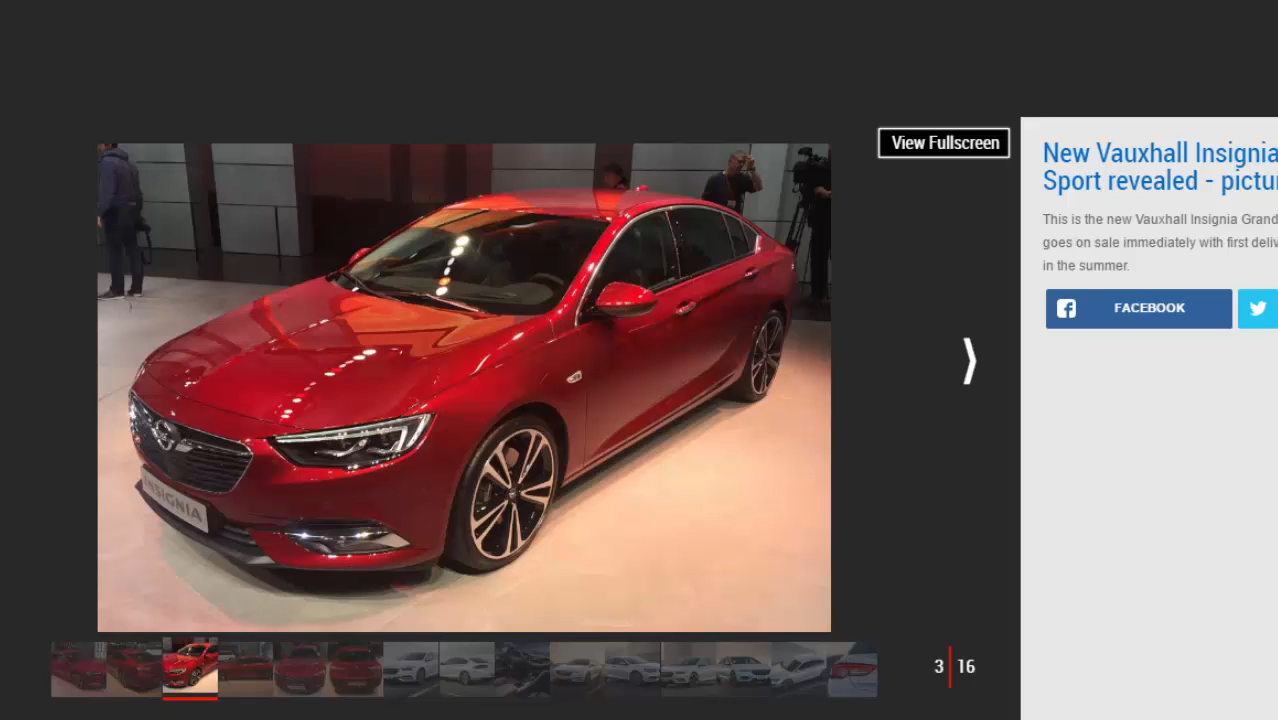 View Fullscreen
New Vauxhall Insignia
Sport revealed - pictu
This is the new Vauxhall Insignia Grand
goes on sale immediately with first deliv
in the summer.
FACEBOOK
INSIGNIA
3 16